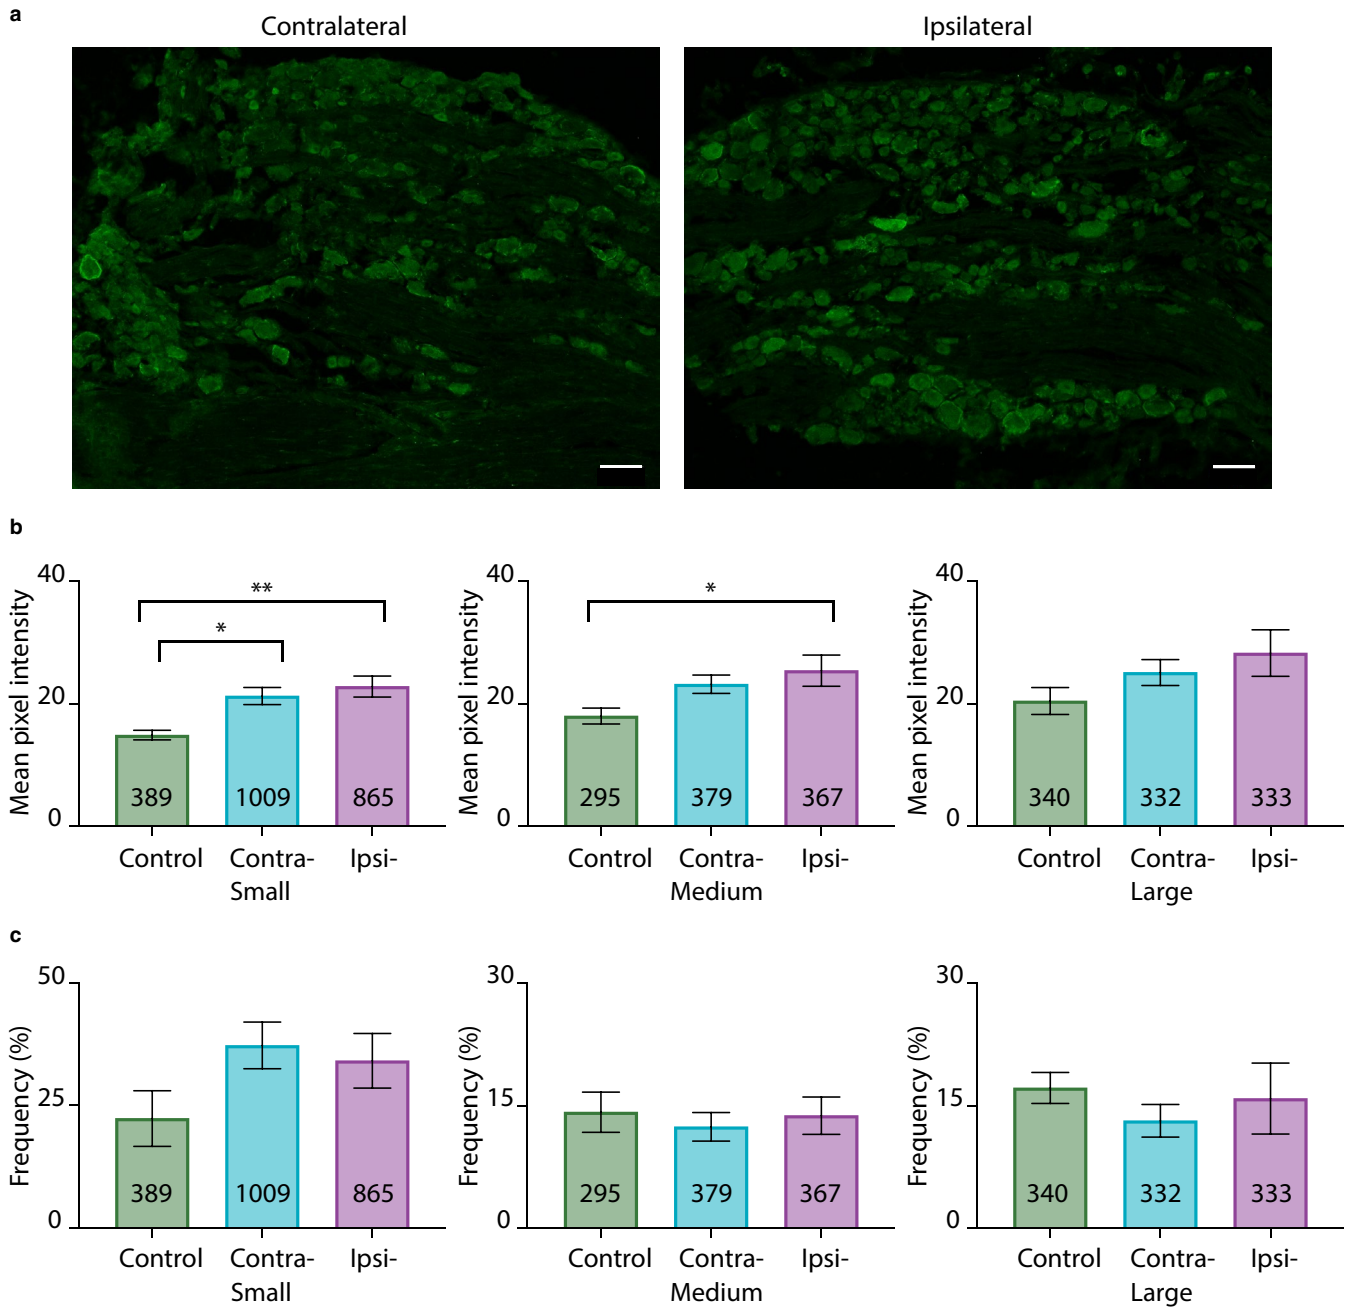 a
Contralateral Ipsilateral
b
Mean pixel intensity
40
20
0
**
*
389 1009 865
Control Contra- Ipsi-
Small
Mean pixel intensity
40
20
0
*
295 379 367
Control Contra- Ipsi-
Medium
Mean pixel intensity
40
20
0
340 332 333
Control Contra- Ipsi-
Large
c
Frequency (%)
50
25
0
389 1009 865
Control Contra- Ipsi-
Small
Frequency (%)
30
15
0
295 379 367
Control Contra- Ipsi-
Medium
Frequency (%)
30
15
0
340 332 333
Control Contra- Ipsi-
Large